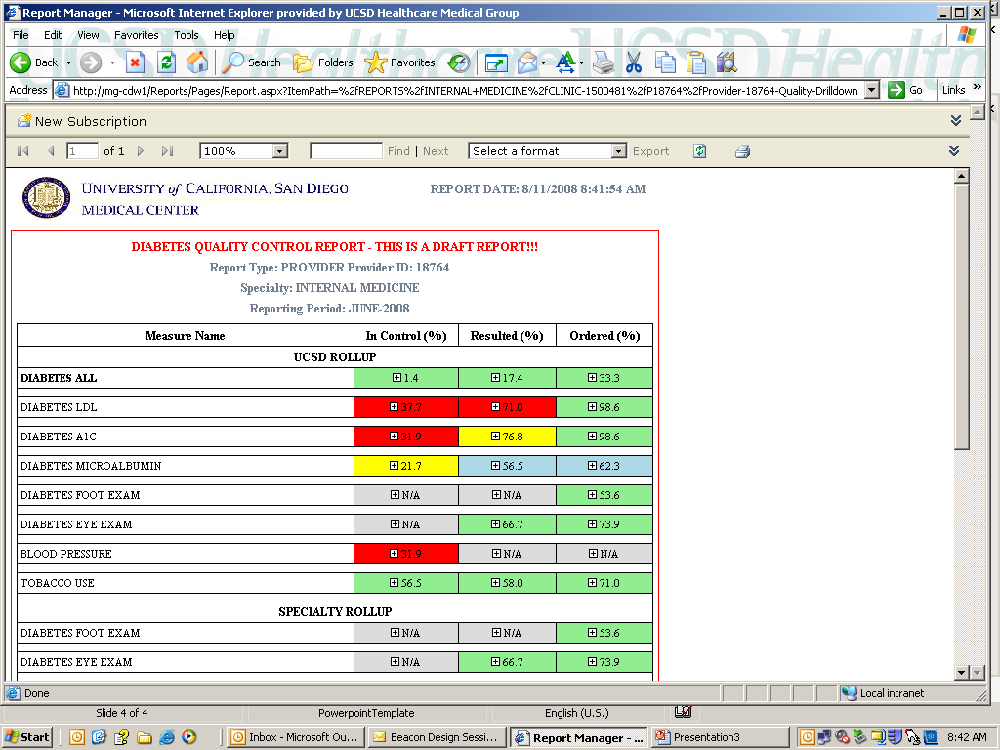 Report Manager - Microsoft Internet Explorer provided by UCSD Healthcare Medical Group
File Edit View Favorites Tools Help
Back Search Folders Favorites
Address http://mg-cdw1/Reports/Pages/Report.aspx?ItemPath=%2fREPORTS%2fINTERNAL+MEDICINE%2fCLINIC-1500481%2fP18764%2fProvider-18764-Quality-Drilldown Go Links »
New Subscription
1 of 1 100% Find | Next Select a format Export
UNIVERSITY of CALIFORNIA, SAN DIEGO
MEDICAL CENTER
REPORT DATE: 8/11/2008 8:41:54 AM
DIABETES QUALITY CONTROL REPORT - THIS IS A DRAFT REPORT!!!
Report Type: PROVIDER Provider ID: 18764
Specialty: INTERNAL MEDICINE
Reporting Period: JUNE-2008
Measure Name In Control (%) Resulted (%) Ordered (%)
UCSD ROLLUP
DIABETES ALL 1.4 17.4 33.3
DIABETES LDL 37.7 71.0 98.6
DIABETES A1C 31.9 76.8 98.6
DIABETES MICROALBUMIN 21.7 56.5 62.3
DIABETES FOOT EXAM N/A N/A 53.6
DIABETES EYE EXAM N/A 66.7 73.9
BLOOD PRESSURE 31.9 N/A N/A
TOBACCO USE 56.5 58.0 71.0
SPECIALTY ROLLUP
DIABETES FOOT EXAM N/A N/A 53.6
DIABETES EYE EXAM N/A 66.7 73.9
Done Local intranet
Slide 4 of 4 PowerpointTemplate English (U.S.)
Start Inbox - Microsoft Ou... Beacon Design Sessi... Report Manager - ... Presentation3 8:42 AM